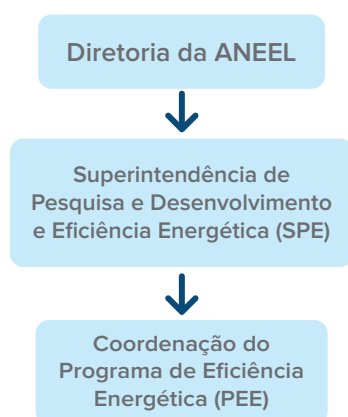 Diretoria da ANEEL
Superintendência de
Pesquisa e Desenvolvimento
e Eficiência Energética (SPE)
Coordenação do
Programa de Eficiência
Energética (PEE)